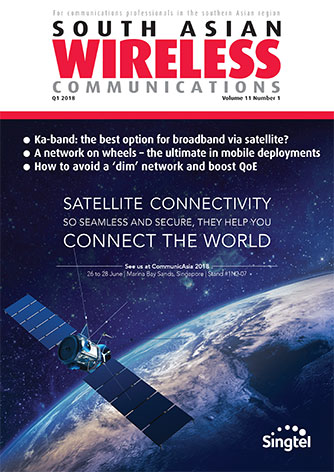 For communications professionals in the southern Asian region
SOUTH ASIAN
WIRELESS
COMMUNICATIONS
Q1 2018 Volume 11 Number 1
● Ka-band: the best option for broadband via satellite?
● A network on wheels – the ultimate in mobile deployments
● How to avoid a ‘dim’ network and boost QoE
SATELLITE CONNECTIVITY
SO SEAMLESS AND SECURE, THEY HELP YOU
CONNECT THE WORLD
See us at CommunicAsia 2018
26 to 28 June | Marina Bay Sands, Singapore | Stand #1N2-07
Singtel